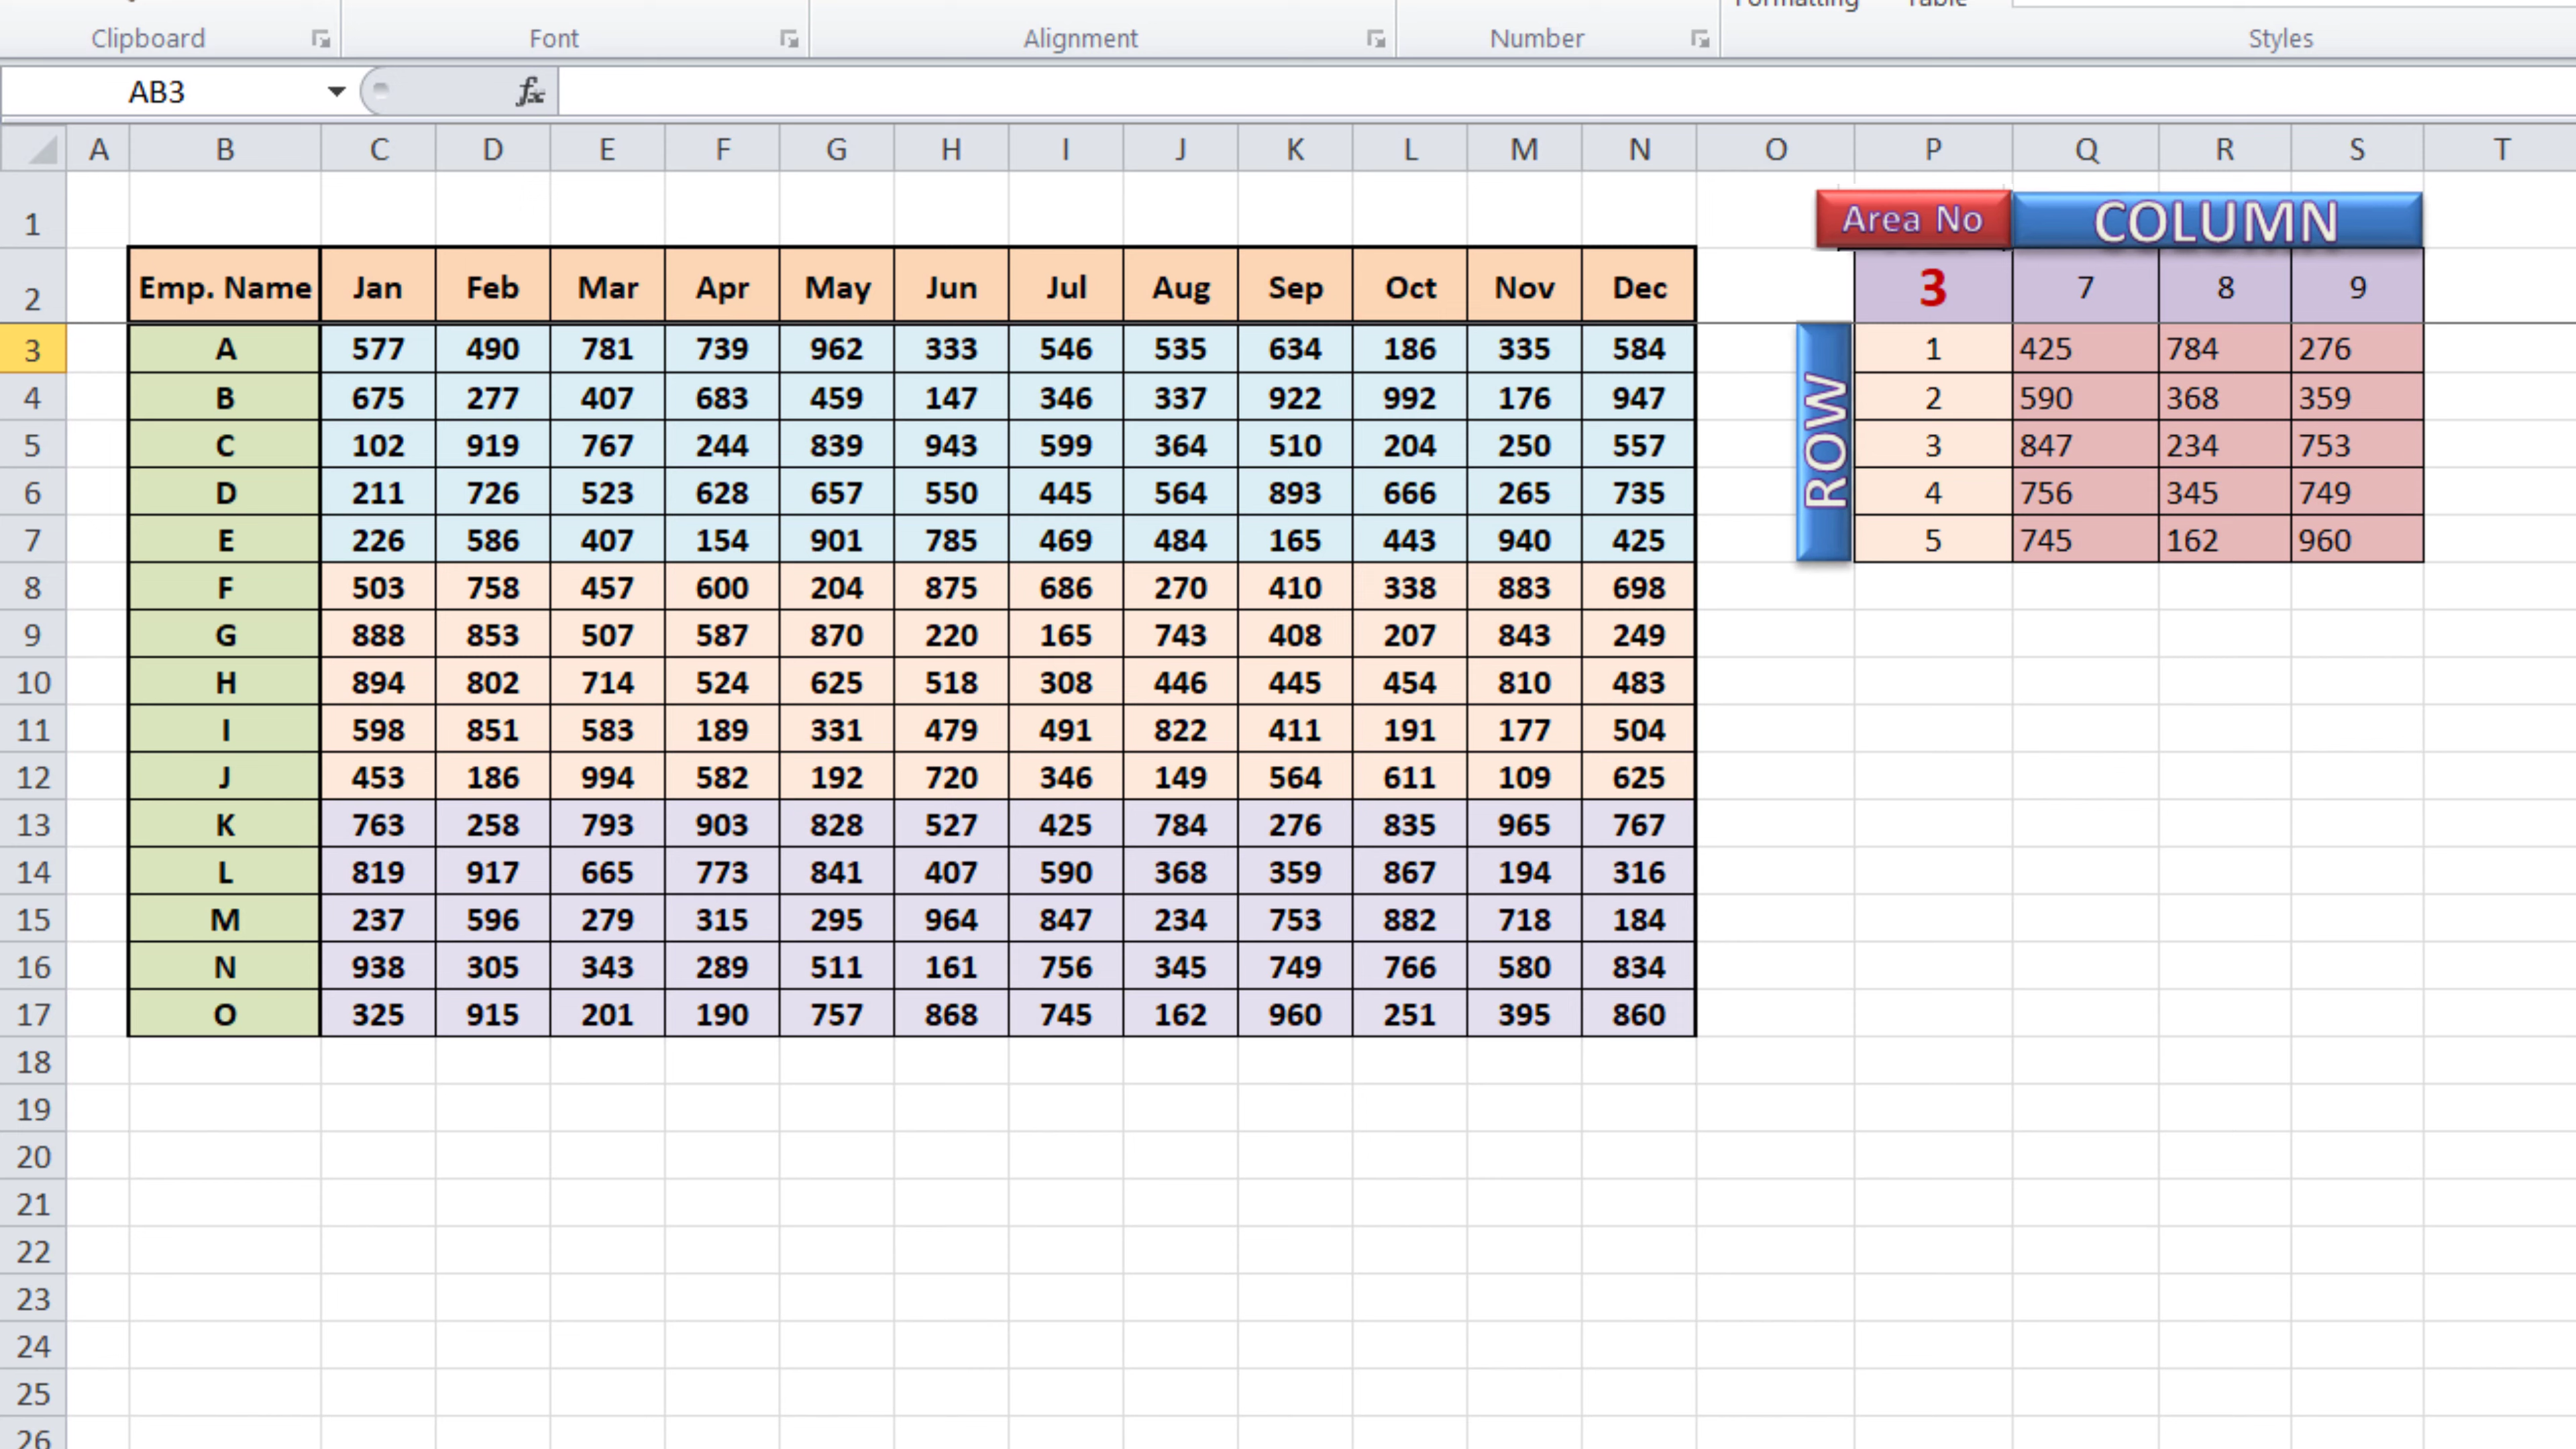 Formatting Table
Clipboard Font Alignment Number Styles
AB3 fx
A B C D E F G H I J K L M N O P Q R S T
1 Area No COLUMN
2 Emp. Name Jan Feb Mar Apr May Jun Jul Aug Sep Oct Nov Dec 3 7 8 9
ROW
3 A 577 490 781 739 962 333 546 535 634 186 335 584 1 425 784 276
4 B 675 277 407 683 459 147 346 337 922 992 176 947 2 590 368 359
5 C 102 919 767 244 839 943 599 364 510 204 250 557 3 847 234 753
6 D 211 726 523 628 657 550 445 564 893 666 265 735 4 756 345 749
7 E 226 586 407 154 901 785 469 484 165 443 940 425 5 745 162 960
8 F 503 758 457 600 204 875 686 270 410 338 883 698
9 G 888 853 507 587 870 220 165 743 408 207 843 249
10 H 894 802 714 524 625 518 308 446 445 454 810 483
11 I 598 851 583 189 331 479 491 822 411 191 177 504
12 J 453 186 994 582 192 720 346 149 564 611 109 625
13 K 763 258 793 903 828 527 425 784 276 835 965 767
14 L 819 917 665 773 841 407 590 368 359 867 194 316
15 M 237 596 279 315 295 964 847 234 753 882 718 184
16 N 938 305 343 289 511 161 756 345 749 766 580 834
17 O 325 915 201 190 757 868 745 162 960 251 395 860
18
19
20
21
22
23
24
25
26